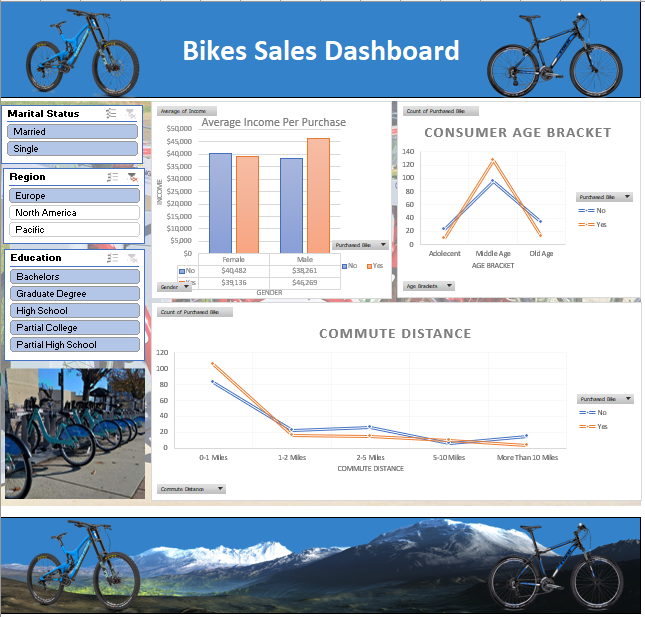 Bikes Sales Dashboard
Marital Status
Married
Single
Region
Europe
North America
Pacific
Education
Bachelors
Graduate Degree
High School
Partial College
Partial High School
Average of Income
Average Income Per Purchase
$50,000
$45,000
$40,000
$35,000
$30,000
$25,000
$20,000
$15,000
$10,000
$5,000
$0
INCOME
Female Male
No $40,482 $38,261
Yes $39,136 $46,269
GENDER
Purchased Bike
No Yes
Gender
Count of Purchased Bike
CONSUMER AGE BRACKET
140
120
100
80
60
40
20
0
Adolecent Middle Age Old Age
AGE BRACKET
Purchased Bike
No
Yes
Age Brackets
Count of Purchased Bike
COMMUTE DISTANCE
120
100
80
60
40
20
0
0-1 Miles 1-2 Miles 2-5 Miles 5-10 Miles More Than 10 Miles
COMMUTE DISTANCE
Purchased Bike
No
Yes
Commute Distance